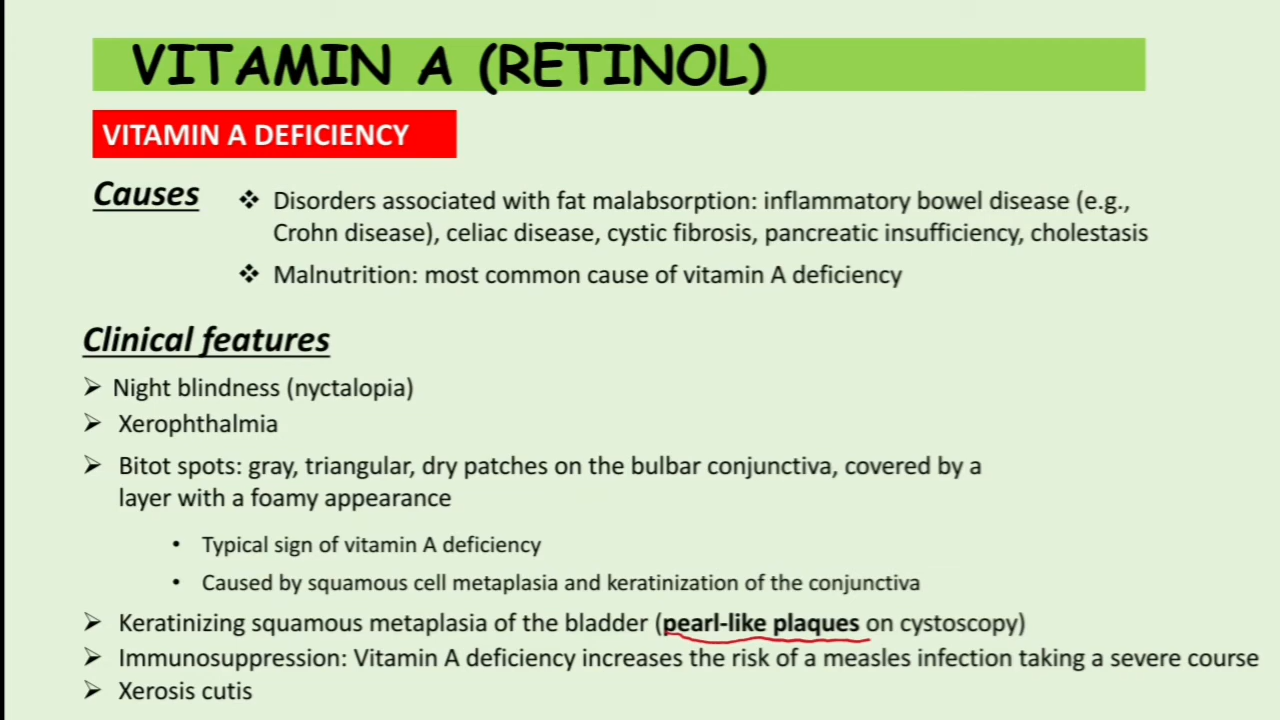 VITAMIN A (RETINOL)
VITAMIN A DEFICIENCY
Causes
❖ Disorders associated with fat malabsorption: inflammatory bowel disease (e.g.,
Crohn disease), celiac disease, cystic fibrosis, pancreatic insufficiency, cholestasis
❖ Malnutrition: most common cause of vitamin A deficiency
Clinical features
➢ Night blindness (nyctalopia)
➢ Xerophthalmia
➢ Bitot spots: gray, triangular, dry patches on the bulbar conjunctiva, covered by a
layer with a foamy appearance
• Typical sign of vitamin A deficiency
• Caused by squamous cell metaplasia and keratinization of the conjunctiva
➢ Keratinizing squamous metaplasia of the bladder (pearl-like plaques on cystoscopy)
➢ Immunosuppression: Vitamin A deficiency increases the risk of a measles infection taking a severe course
➢ Xerosis cutis